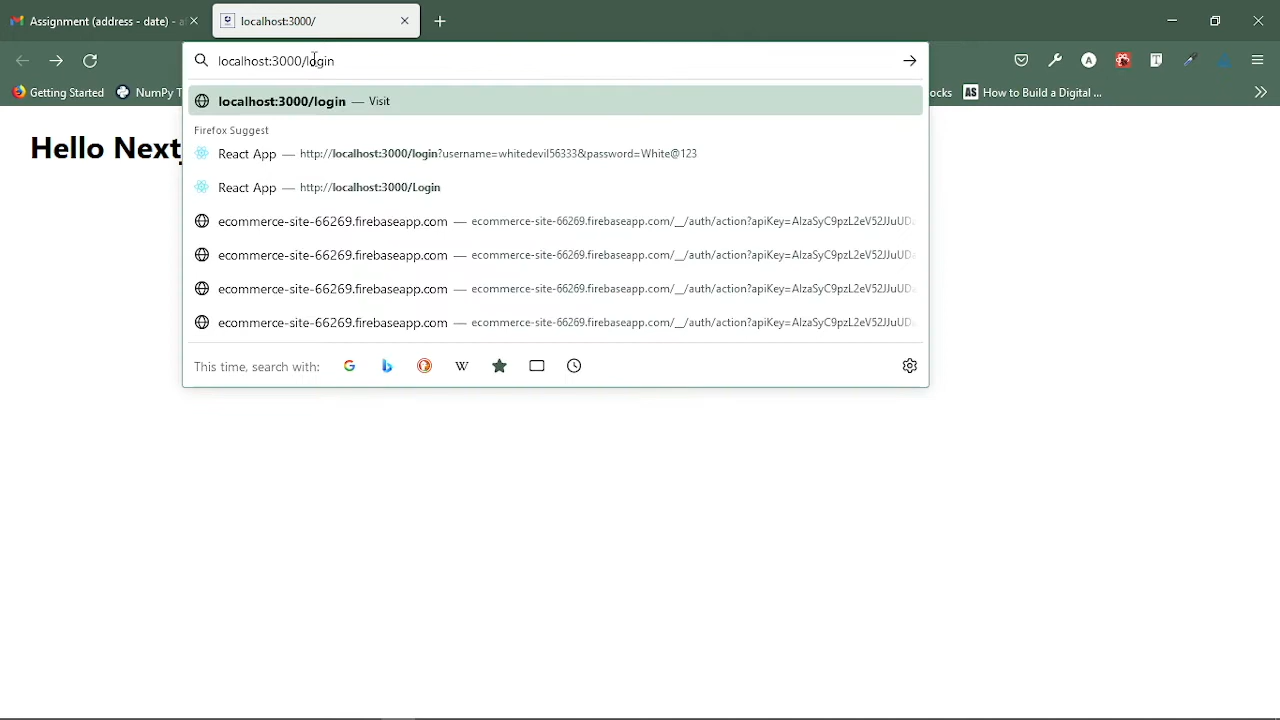 Assignment (address - date) -
localhost:3000/
localhost:3000/login
Getting Started
NumPy T
ocks
AS How to Build a Digital ...
localhost:3000/login — Visit
Firefox Suggest
React App — http://localhost:3000/login?username=whitedevil56333&password=White@123
React App — http://localhost:3000/Login
ecommerce-site-66269.firebaseapp.com — ecommerce-site-66269.firebaseapp.com/__/auth/action?apiKey=AIzaSyC9pzL2eV52JJuUD
ecommerce-site-66269.firebaseapp.com — ecommerce-site-66269.firebaseapp.com/__/auth/action?apiKey=AIzaSyC9pzL2eV52JJuUD
ecommerce-site-66269.firebaseapp.com — ecommerce-site-66269.firebaseapp.com/__/auth/action?apiKey=AIzaSyC9pzL2eV52JJuUD
ecommerce-site-66269.firebaseapp.com — ecommerce-site-66269.firebaseapp.com/__/auth/action?apiKey=AIzaSyC9pzL2eV52JJuUD
This time, search with:
Hello Next